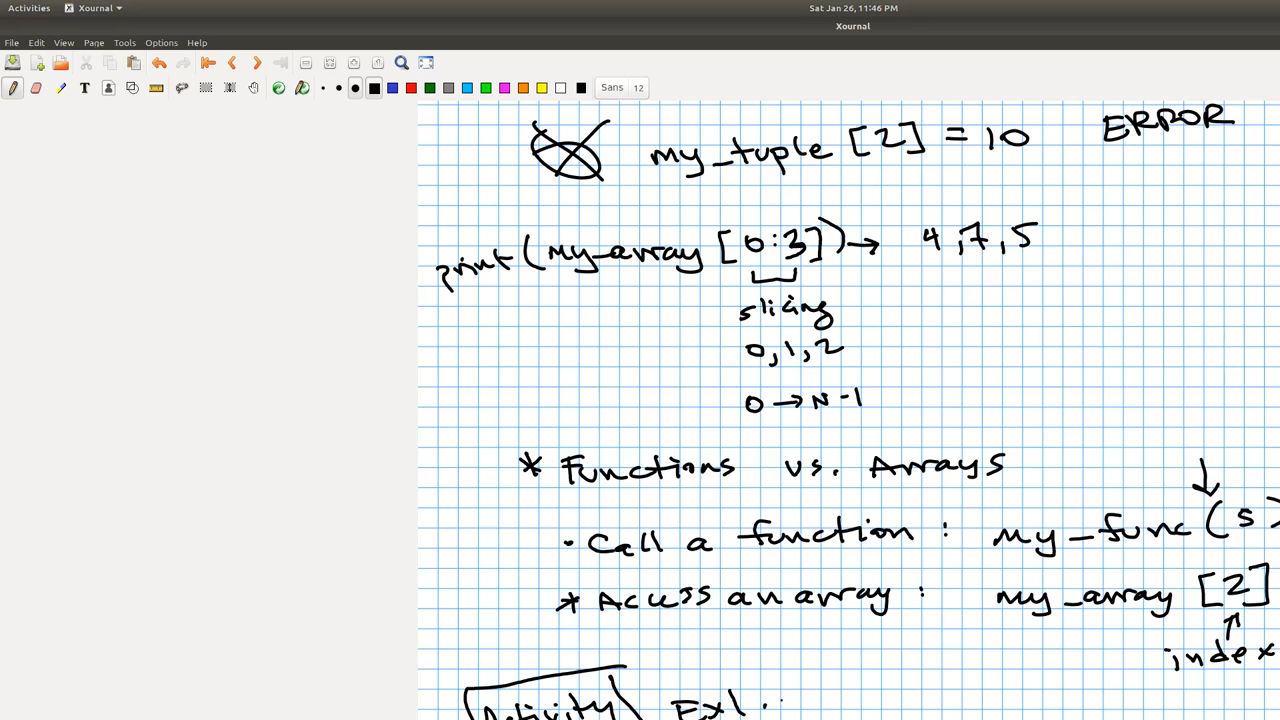 Activities Xournal Sat Jan 26, 11:46 PM
Xournal
File Edit View Page Tools Options Help
Sans 12
my_tuple [2] = 10 ERROR
print (my_array [0:3]) → 4,7,5
slicing
0,1,2
0 → N-1
* Functions vs. Arrays
• Call a function : my_func (5)
* Access an array : my_array [2]
index
Activity Ex1.